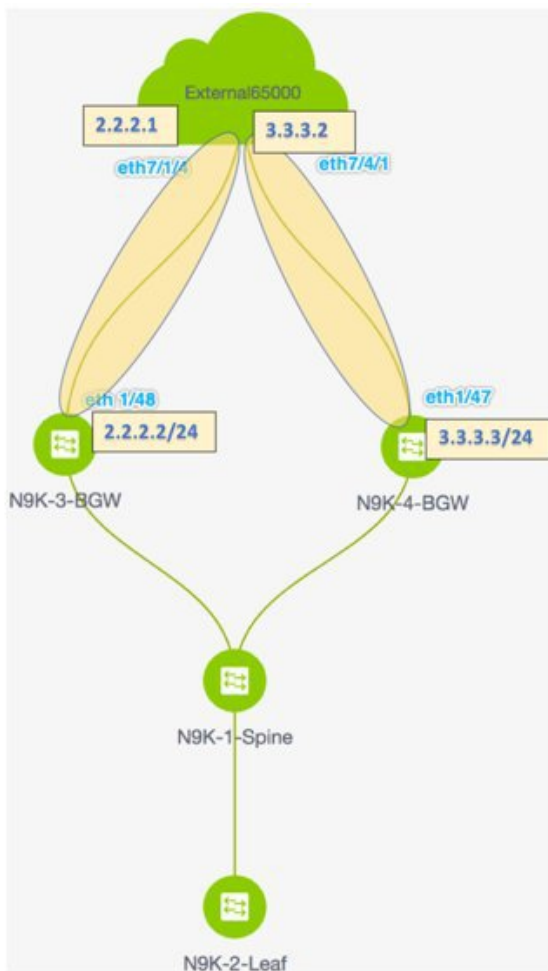 External65000
2.2.2.1
3.3.3.2
eth7/1/4
eth7/4/1
eth 1/48
eth1/47
2.2.2.2/24
3.3.3.3/24
N9K-3-BGW
N9K-4-BGW
N9K-1-Spine
N9K-2-Leaf